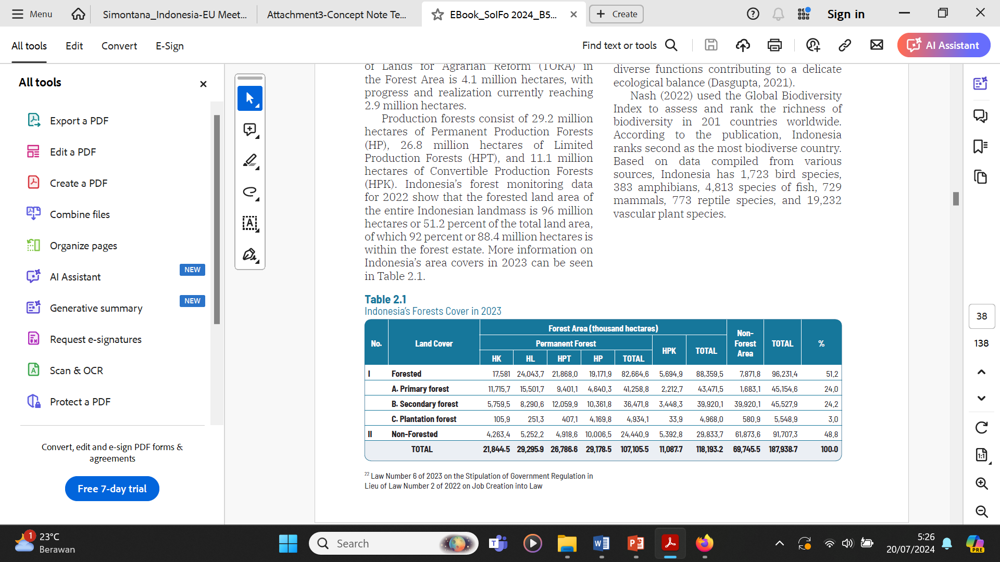 Menu
Simontana_Indonesia-EU Meet...
Attachment3-Concept Note Te...
EBook_SoIFo 2024_B5...
Create
Sign in
All tools
Edit
Convert
E-Sign
Find text or tools
AI Assistant
All tools
Export a PDF
Edit a PDF
Create a PDF
Combine files
Organize pages
AI Assistant
NEW
Generative summary
NEW
Request e-signatures
Scan & OCR
Protect a PDF
Convert, edit and e-sign PDF forms &
agreements
Free 7-day trial
of Lands for Agrarian Reform (TORA) in
the Forest Area is 4.1 million hectares, with
progress and realization currently reaching
2.9 million hectares.
Production forests consist of 29.2 million
hectares of Permanent Production Forests
(HP), 26.8 million hectares of Limited
Production Forests (HPT), and 11.1 million
hectares of Convertible Production Forests
(HPK). Indonesia’s forest monitoring data
for 2022 show that the forested land area of
the entire Indonesian landmass is 96 million
hectares or 51.2 percent of the total land area,
of which 92 percent or 88.4 million hectares is
within the forest estate. More information on
Indonesia’s area covers in 2023 can be seen
in Table 2.1.
diverse functions contributing to a delicate
ecological balance (Dasgupta, 2021).
Nash (2022) used the Global Biodiversity
Index to assess and rank the richness of
biodiversity in 201 countries worldwide.
According to the publication, Indonesia
ranks second as the most biodiverse country.
Based on data compiled from various
sources, Indonesia has 1,723 bird species,
383 amphibians, 4,813 species of fish, 729
mammals, 773 reptile species, and 19,232
vascular plant species.
Table 2.1
Indonesia’s Forests Cover in 2023
No. Land Cover Forest Area (thousand hectares) Non-Forest Area TOTAL %
Permanent Forest HPK TOTAL
HK HL HPT HP TOTAL
I Forested 17,581 24,043.7 21,868.0 19,171.9 82,664.6 5,694.9 88,359.5 7,871.8 96,231.4 51.2
A. Primary forest 11,715.7 15,501.7 9,401.1 4,640.3 41,258.8 2,212.7 43,471.5 1,683.1 45,154.6 24.0
B. Secondary forest 5,759.5 8,290.6 12,059.9 10,361.8 36,471.8 3,448.3 39,920.1 39,920.1 45,527.9 24.2
C. Plantation forest 105.9 251.3 407.1 4,169.8 4,934.1 33.9 4,968.0 580.9 5,548.9 3.0
II Non-Forested 4,263.4 5,252.2 4,918.6 10,006.5 24,440.9 5,392.8 29,833.7 61,873.6 91,707.3 48.8
TOTAL 21,844.5 29,295.9 26,786.6 29,178.5 107,105.5 11,087.7 118,193.2 69,745.5 187,938.7 100.0
22 Law Number 6 of 2023 on the Stipulation of Government Regulation in
Lieu of Law Number 2 of 2022 on Job Creation into Law
38
138
1:1
1
23°C
Berawan
Search
5:26
20/07/2024
PRE